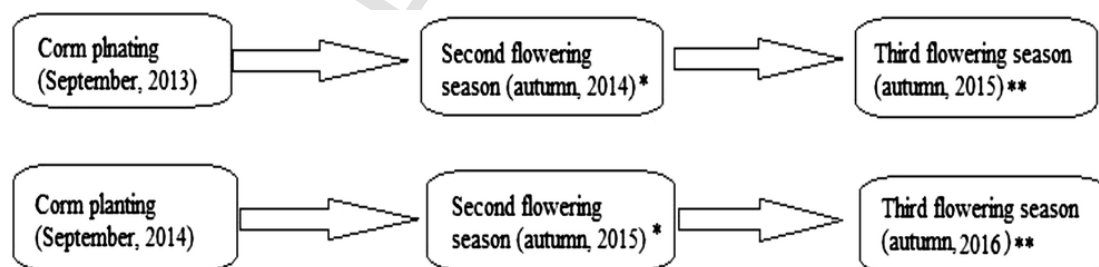 Corm plnating
(September, 2013)
Second flowering
season (autumn, 2014)*
Third flowering season
(autumn, 2015)**
Corm planting
(September, 2014)
Second flowering
season (autumn, 2015) *
Third flowering season
(autumn, 2016)**